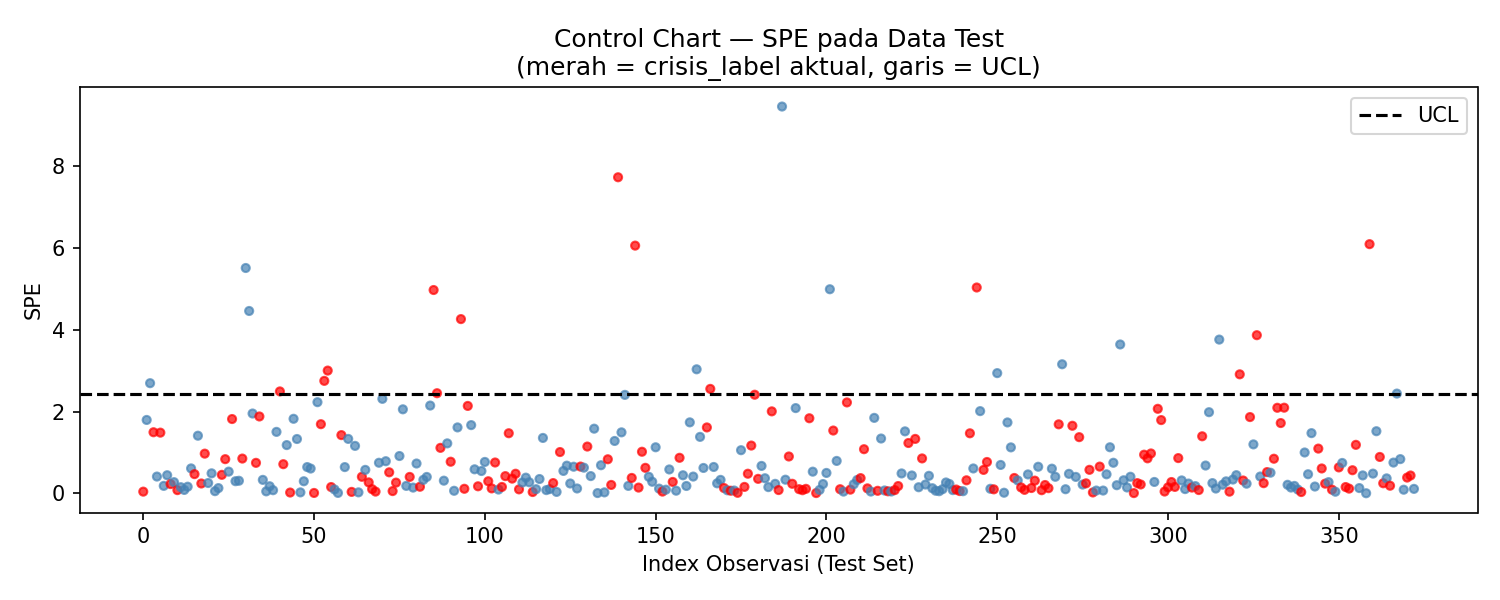 Control Chart — SPE pada Data Test
(merah = crisis_label aktual, garis = UCL)
UCL
SPE
8
6
4
2
0
0 50 100 150 200 250 300 350
Index Observasi (Test Set)